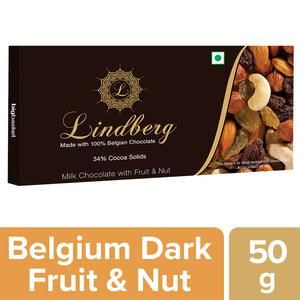 L
Lindberg
Made with 100% Belgian Chocolate
34% Cocoa Solids
Milk Chocolate with Fruit & Nut
bigbasket
Belgium Dark
Fruit & Nut
50
g